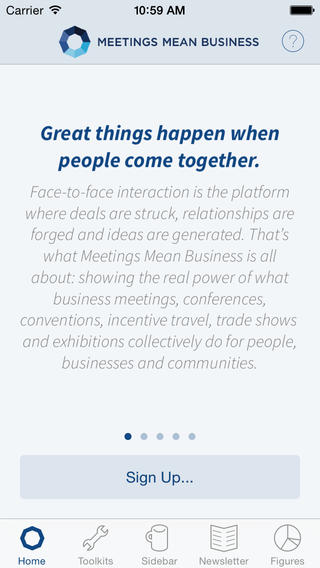 Carrier 10:59 AM
MEETINGS MEAN BUSINESS ?
Great things happen when
people come together.
Face-to-face interaction is the platform
where deals are struck, relationships are
forged and ideas are generated. That's
what Meetings Mean Business is all
about: showing the real power of what
business meetings, conferences,
conventions, incentive travel, trade shows
and exhibitions collectively do for people,
businesses and communities.
Sign Up...
Home Toolkits Sidebar Newsletter Figures